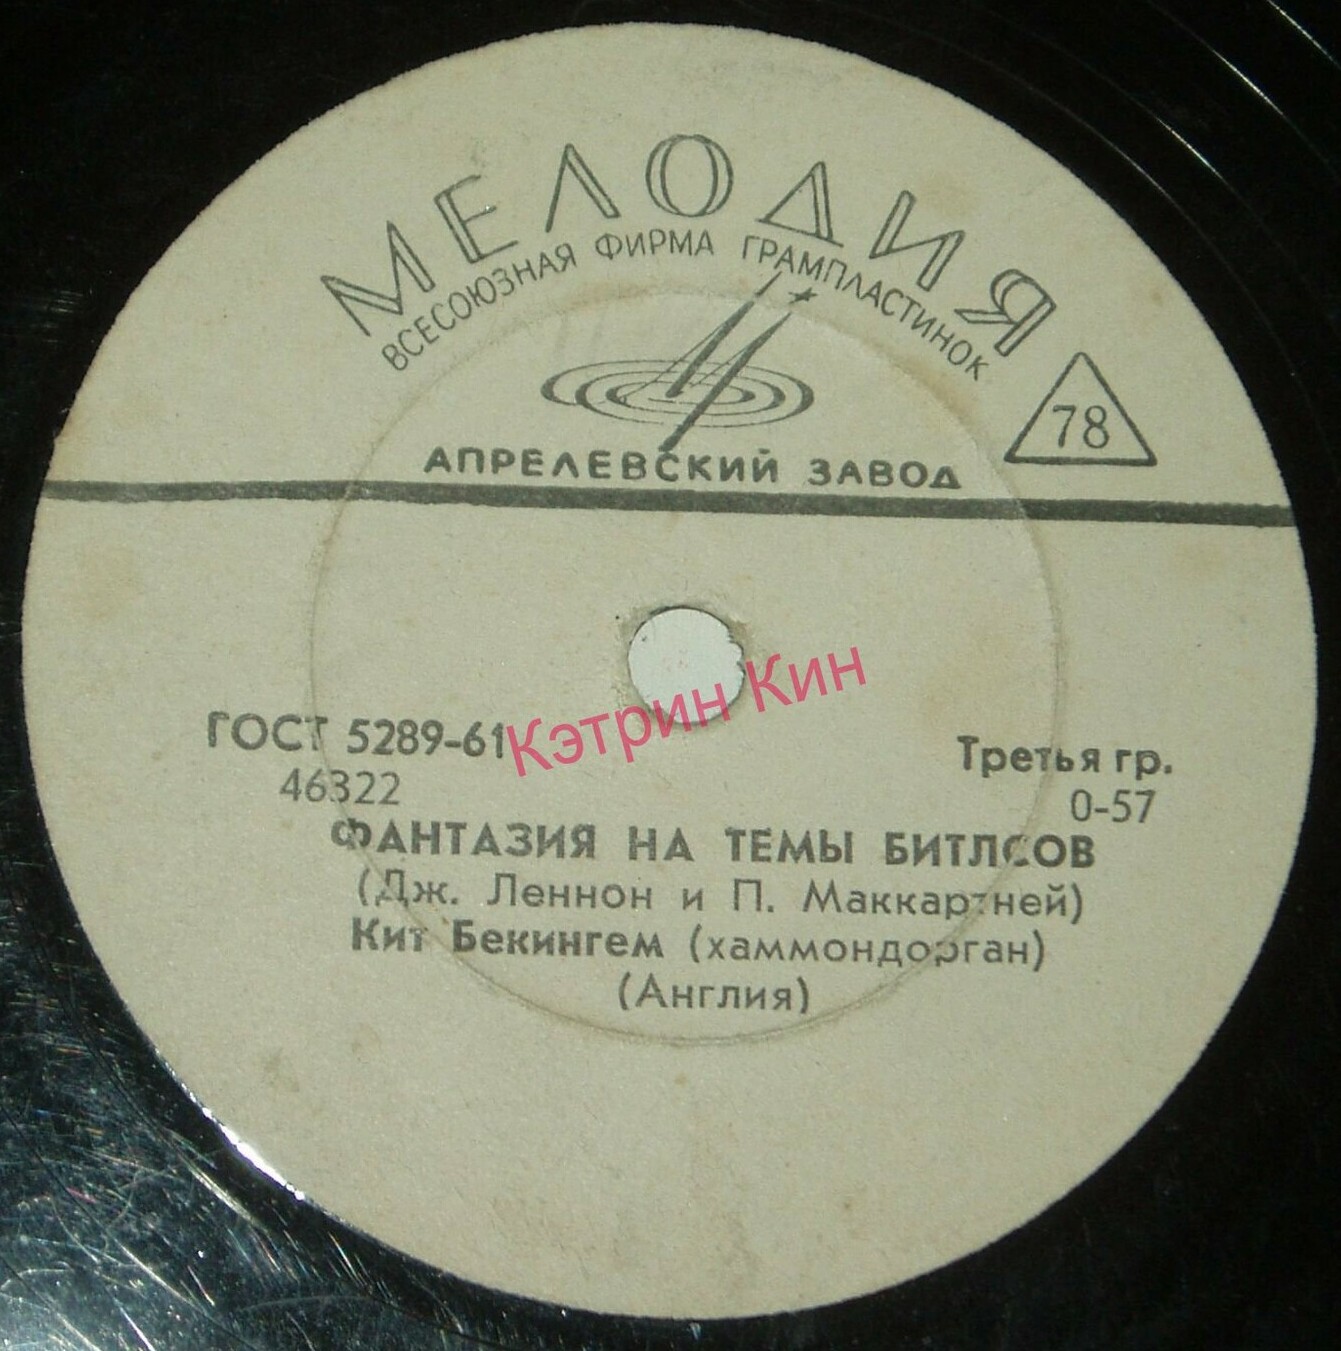 МЕЛОДИЯ
ВСЕСОЮЗНАЯ ФИРМА ГРАМПЛАСТИНОК
78
АПРЕЛЕВСКИЙ ЗАВОД
ГОСТ 5289-61
Кэтрин Кин
Третья гр.
46322
0-57
ФАНТАЗИЯ НА ТЕМЫ БИТЛСОВ
(Дж. Леннон и П. Маккартней)
Кит Бекингем (хаммондорган)
(Англия)